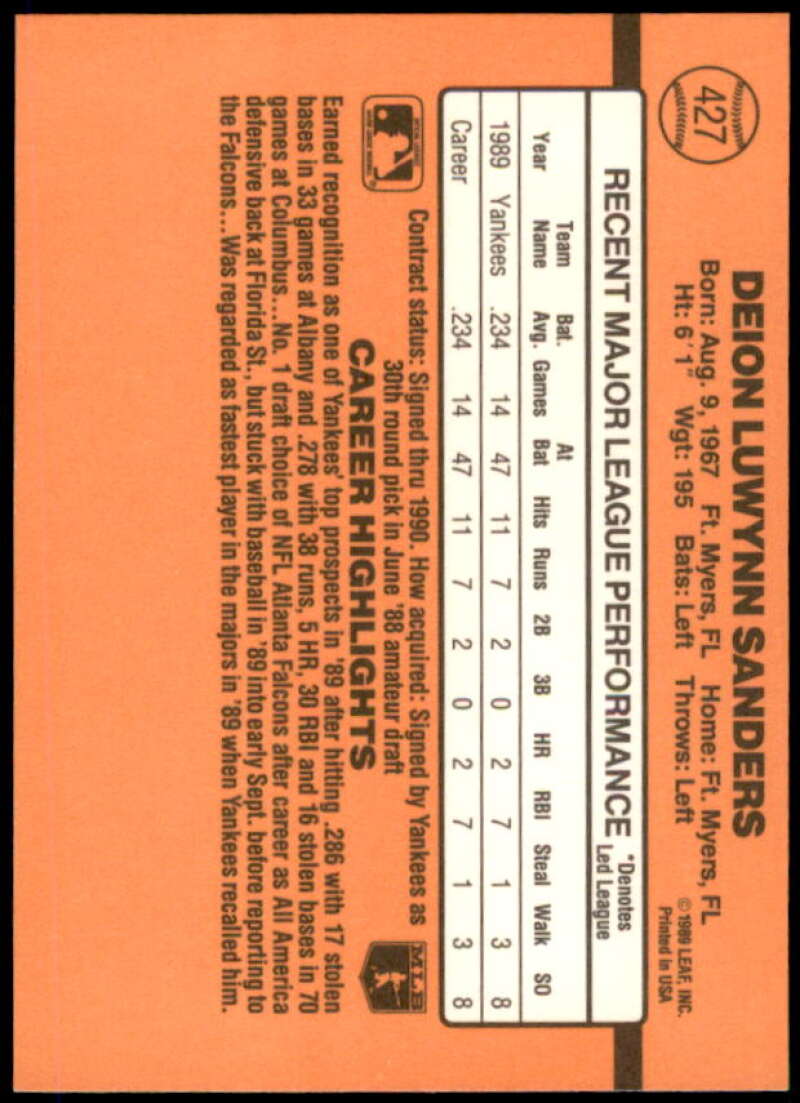 427
DEION LUWYNN SANDERS
Born: Aug. 9, 1967 Ft. Myers, FL Home: Ft. Myers, FL
Ht: 6'1" Wgt: 195 Bats: Left Throws: Left
©1989 LEAF, INC.
Printed in USA
RECENT MAJOR LEAGUE PERFORMANCE
*Denotes
Led League
Year Team Name Bat. Avg. Games At Bat Hits Runs 2B 3B HR RBI Steal Walk SO
1989 Yankees .234 14 47 11 7 2 0 2 7 1 3 8
Career .234 14 47 11 7 2 0 2 7 1 3 8
Contract status: Signed thru 1990. How acquired: Signed by Yankees as
30th round pick in June '88 amateur draft
MLB
CAREER HIGHLIGHTS
Earned recognition as one of Yankees' top prospects in '89 after hitting .286 with 17 stolen
bases in 33 games at Albany and .278 with 38 runs, 5 HR, 30 RBI and 16 stolen bases in 70
games at Columbus...No. 1 draft choice of NFL Atlanta Falcons after career as All America
defensive back at Florida St., but stuck with baseball in '89 into early Sept. before reporting to
the Falcons... Was regarded as fastest player in the majors in '89 when Yankees recalled him.